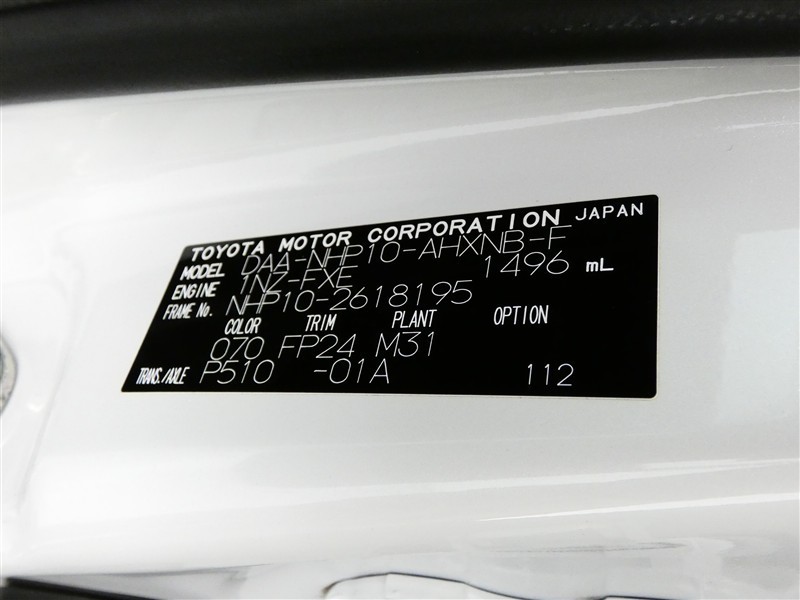 TOYOTA MOTOR CORPORATION JAPAN
MODEL DAA-NHP10-AHXNB-F
ENGINE 1NZ-FXE 1496 mL
FRAME No. NHP10-2618195
COLOR TRIM PLANT OPTION
070 FP24 M31
TRANS./AXLE P510 -01A 112